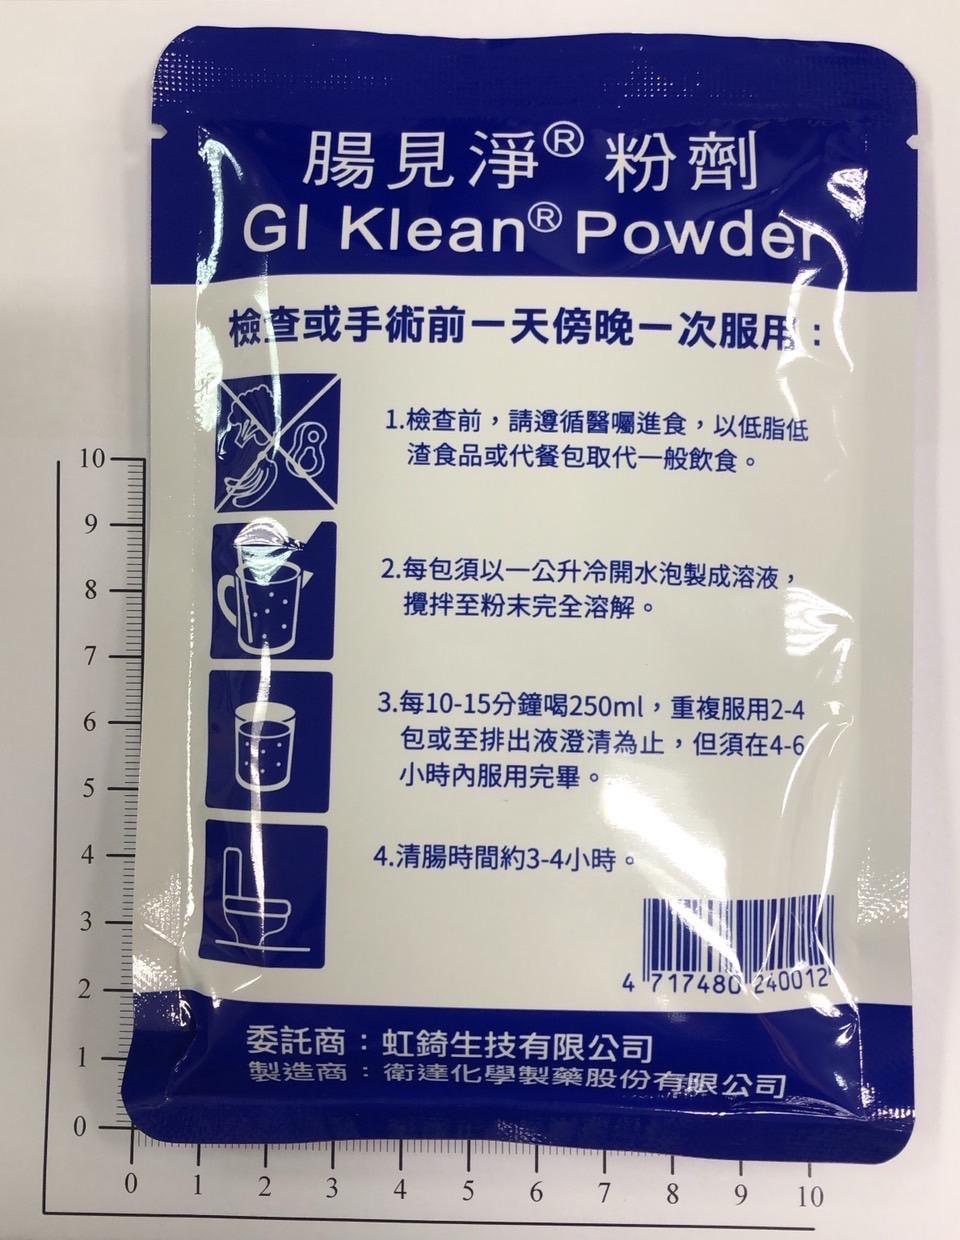 腸見淨® 粉劑
GI Klean® Powder
檢查或手術前一天傍晚一次服用：
1.檢查前，請遵循醫囑進食，以低脂低
渣食品或代餐包取代一般飲食。
2.每包須以一公升冷開水泡製成溶液，
攪拌至粉末完全溶解。
3.每10-15分鐘喝250ml，重複服用2-4
包或至排出液澄清為止，但須在4-6
小時內服用完畢。
4.清腸時間約3-4小時。
4 717480 240012
委託商：虹錡生技有限公司
製造商：衛達化學製藥股份有限公司
10
9
8
7
6
5
4
3
2
1
0
0 1 2 3 4 5 6 7 8 9 10